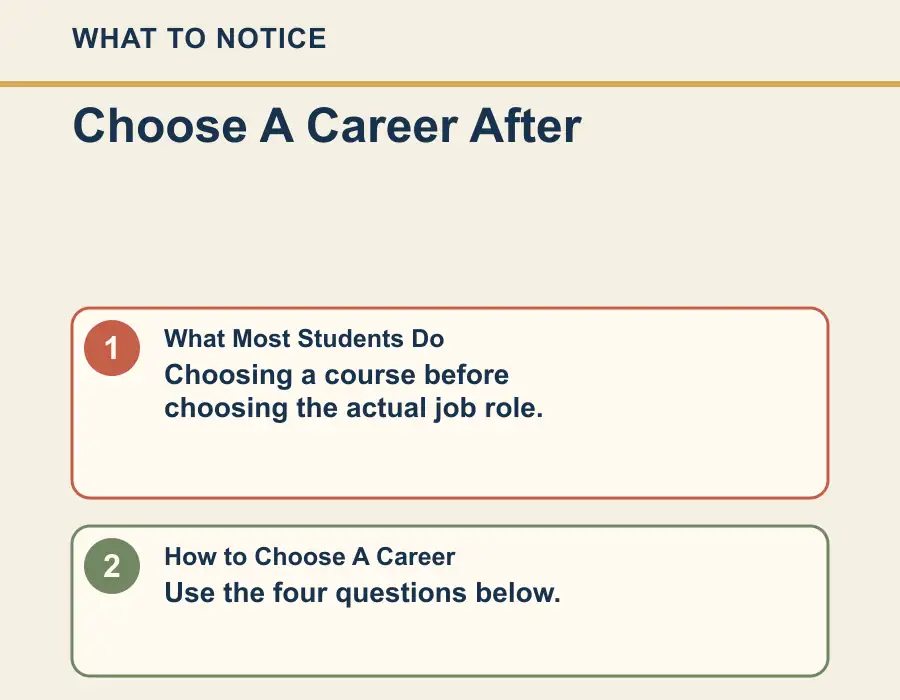 WHAT TO NOTICE
Choose A Career After
1
What Most Students Do
Choosing a course before
choosing the actual job role.
2
How to Choose A Career
Use the four questions below.